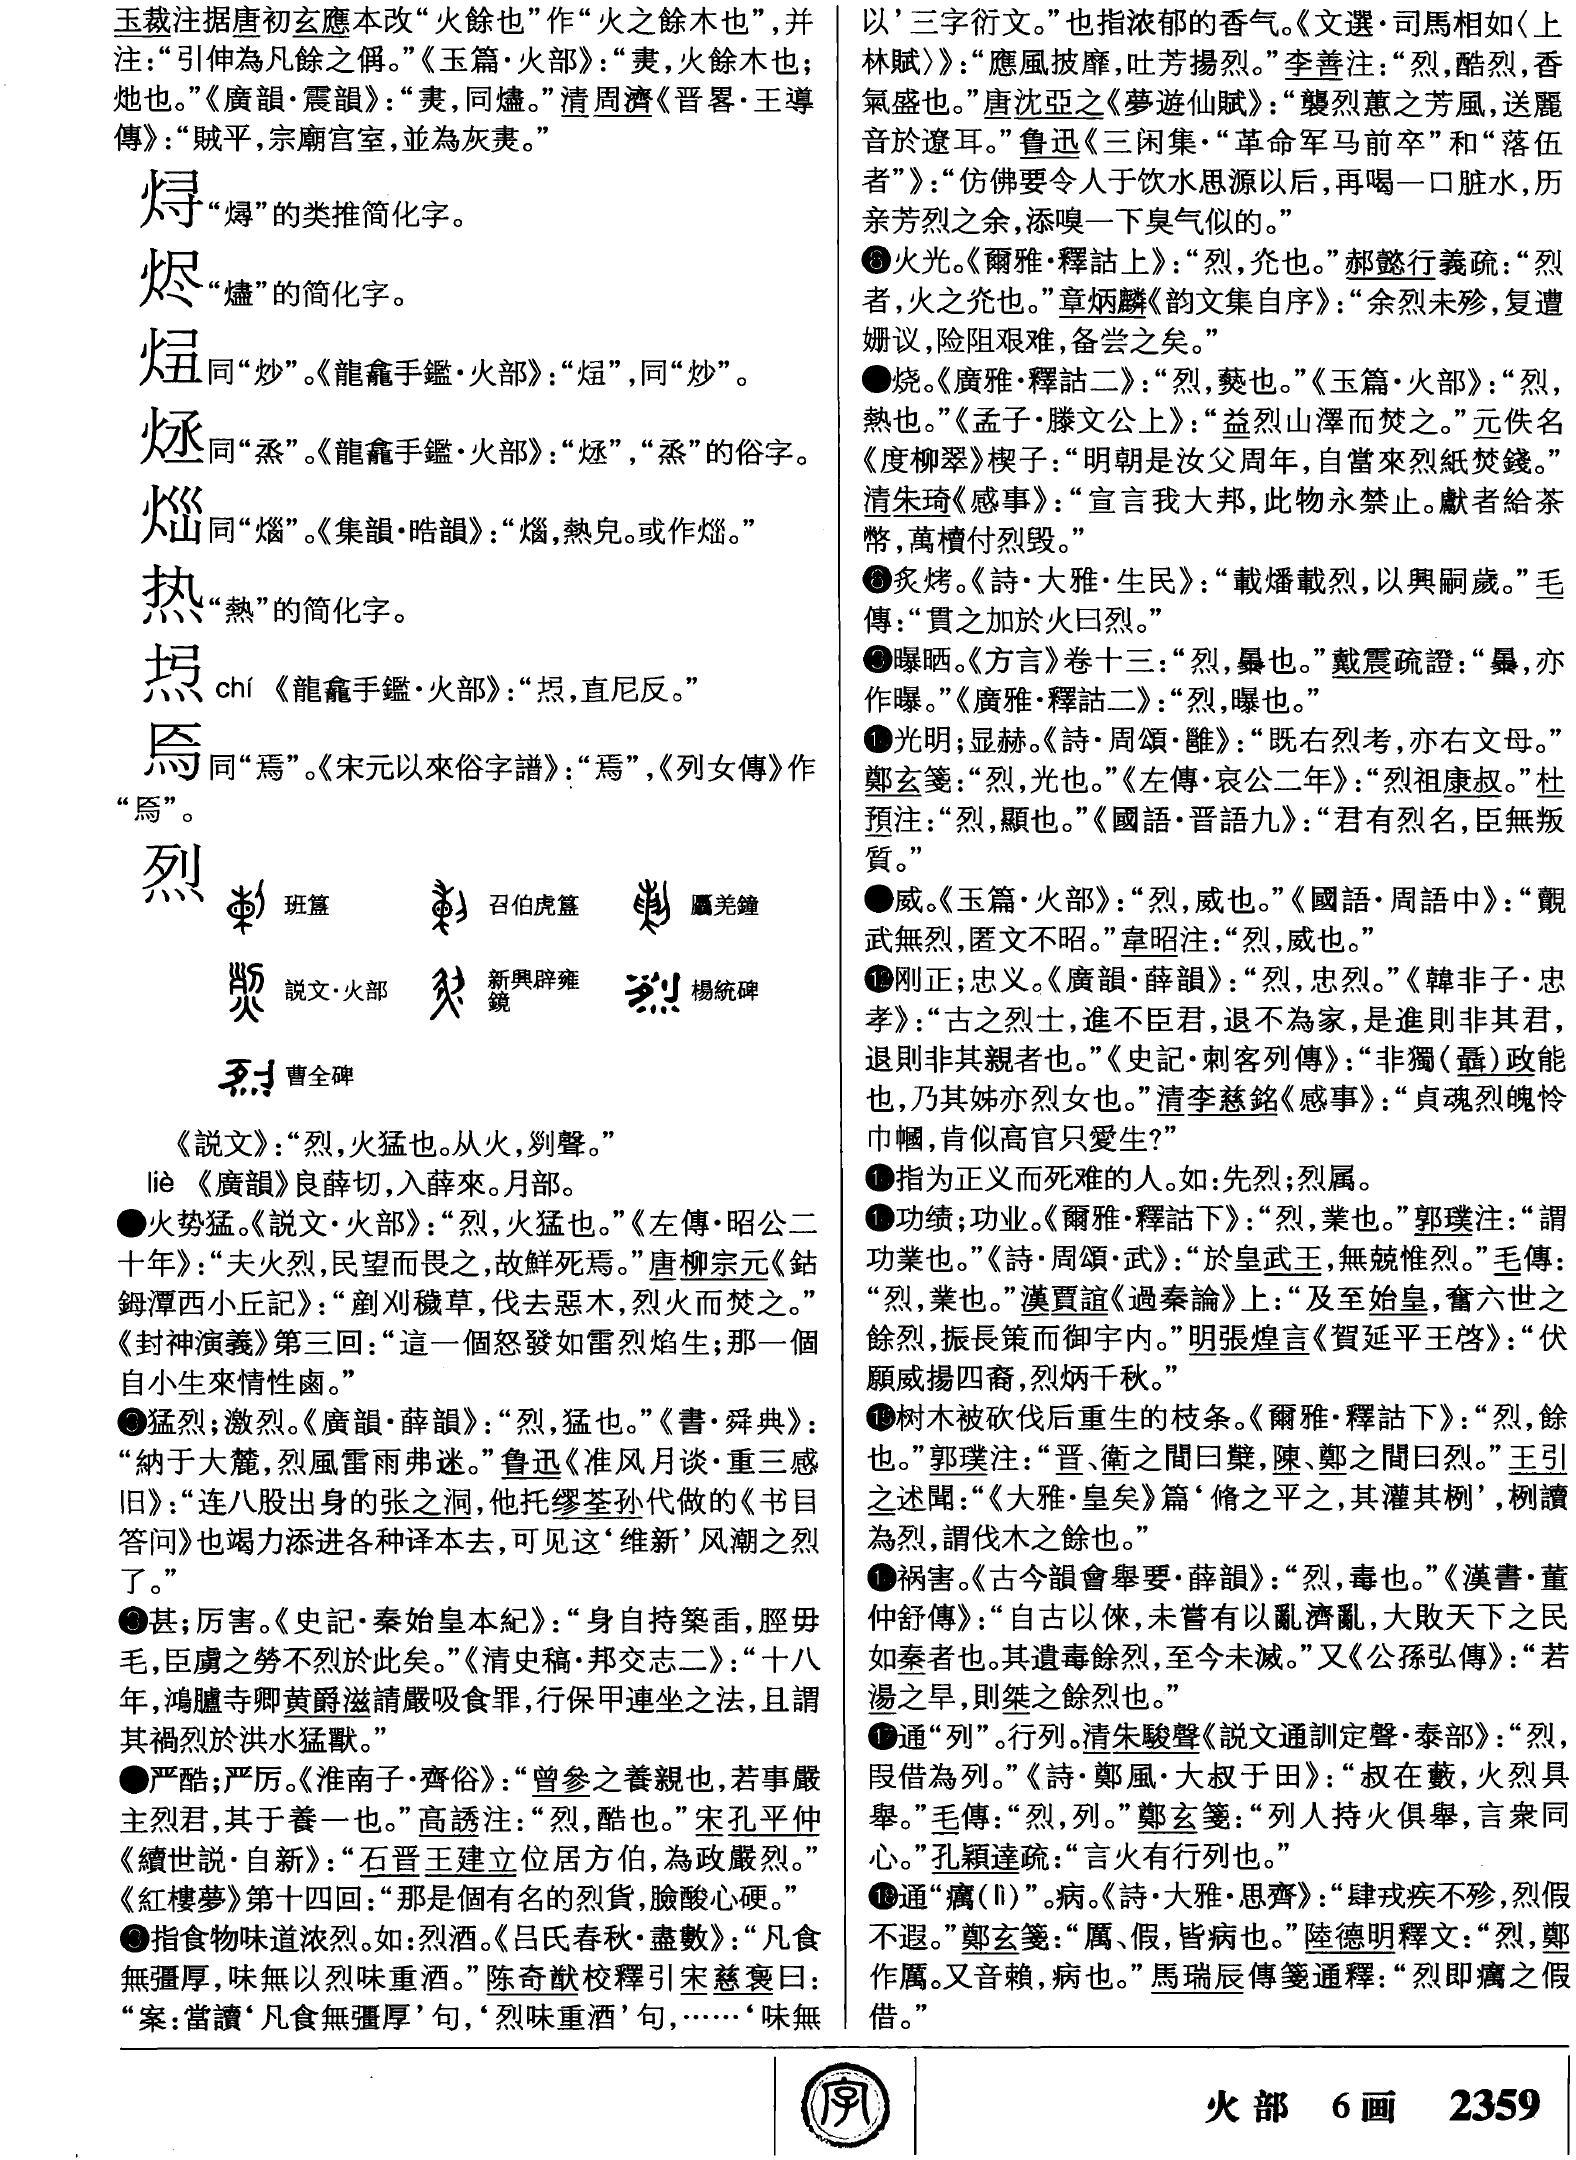 玉裁注据唐初玄應本改“火餘也”作“火之餘木也”,并
注:“引伸為凡餘之偁。”《玉篇·火部》:“㶳,火餘木也;
灺也。”《廣韻·震韻》:“㶳,同燼。”清周濟《晋畧·王導
傳》:“賊平,宗廟宫室,並為灰㶳。”
“燖”的类推简化字。
烬“燼”的简化字。
同“炒”。《龍龕手鑑·火部》:“”,同“炒”。
同“烝”。《龍龕手鑑·火部》:“”,“烝”的俗字。
同“㛴”。《集韻·晧韻》:“,熱皃。或作。”
热“熱”的简化字。
chí 《龍龕手鑑·火部》:“,直尼反。”
同“焉”。《宋元以來俗字譜》:“焉”,《列女傳》作
“”。
烈
班簋 召伯虎簋 羌鐘
説文·火部 新興辟雍鏡 楊統碑
曹全碑
《説文》:“烈,火猛也。从火,𠛱聲。”
liè 《廣韻》良薛切,入薛來。月部。
●火势猛。《説文·火部》:“烈,火猛也。”《左傳·昭公二
十年》:“夫火烈,民望而畏之,故鮮死焉。”唐柳宗元《鈷
鉧潭西小丘記》:“剷刈穢草,伐去惡木,烈火而焚之。”
《封神演義》第三回:“這一個怒發如雷烈焰生;那一個
自小生來情性鹵。”
猛烈;激烈。《廣韻·薛韻》:“烈,猛也。”《書·舜典》:
“納于大麓,烈風雷雨弗迷。”鲁迅《准风月谈·重三感
旧》:“连八股出身的张之洞,他托缪荃孙代做的《书目
答问》也竭力添进各种译本去,可见这‘维新’风潮之烈
了。”
❸甚;厉害。《史記·秦始皇本紀》:“身自持築臿,脛毋
毛,臣虜之勞不烈於此矣。”《清史稿·邦交志二》:“十八
年,鴻臚寺卿黄爵滋請嚴吸食罪,行保甲連坐之法,且謂
其禍烈於洪水猛獸。”
●严酷;严厉。《淮南子·齊俗》:“曾參之養親也,若事嚴
主烈君,其于養一也。”高誘注:“烈,酷也。”宋孔平仲
《續世説·自新》:“石晋王建立位居方伯,為政嚴烈。”
《紅樓夢》第十四回:“那是個有名的烈貨,臉酸心硬。”
指食物味道浓烈。如:烈酒。《吕氏春秋·盡數》:“凡食
無彊厚,味無以烈味重酒。”陈奇猷校釋引宋慈褒曰:
“案:當讀‘凡食無彊厚’句,‘烈味重酒’句,……‘味無
以’三字衍文。”也指浓郁的香气。《文選·司馬相如〈上
林賦〉》:“應風披靡,吐芳揚烈。”李善注:“烈,酷烈,香
氣盛也。”唐沈亞之《夢遊仙賦》:“襲烈蕙之芳風,送麗
音於遼耳。”鲁迅《三闲集·“革命军马前卒”和“落伍
者”》:“仿佛要令人于饮水思源以后,再喝一口脏水,历
亲芳烈之余,添嗅一下臭气似的。”
火光。《爾雅·釋詁上》:“烈,灮也。”郝懿行義疏:“烈
者,火之灮也。”章炳麟《韵文集自序》:“余烈未殄,复遭
姗议,险阻艰难,备尝之矣。”
●烧。《廣雅·釋詁二》:“烈,爇也。”《玉篇·火部》:“烈,
熱也。”《孟子·滕文公上》:“益烈山澤而焚之。”元佚名
《度柳翠》楔子:“明朝是汝父周年,自當來烈紙焚錢。”
清朱琦《感事》:“宣言我大邦,此物永禁止。獻者給茶
幣,萬櫝付烈毁。”
❽炙烤。《詩·大雅·生民》:“載燔載烈,以興嗣歲。”毛
傳:“貫之加於火曰烈。”
曝晒。《方言》卷十三:“烈,暴也。”戴震疏證:“暴,亦
作曝。”《廣雅·釋詁二》:“烈,曝也。”
光明;显赫。《詩·周頌·雝》:“既右烈考,亦右文母。”
鄭玄箋:“烈,光也。”《左傳·哀公二年》:“烈祖康叔。”杜
預注:“烈,顯也。”《國語·晋語九》:“君有烈名,臣無叛
質。”
●威。《玉篇·火部》:“烈,威也。”《國語·周語中》:“覿
武無烈,匿文不昭。”韋昭注:“烈,威也。”
⓬刚正;忠义。《廣韻·薛韻》:“烈,忠烈。”《韓非子·忠
孝》:“古之烈士,進不臣君,退不為家,是進則非其君,
退則非其親者也。”《史記·刺客列傳》:“非獨(聶)政能
也,乃其姊亦烈女也。”清李慈銘《感事》:“貞魂烈魄怜
巾幗,肯似高官只愛生?”
指为正义而死难的人。如:先烈;烈属。
功绩;功业。《爾雅·釋詁下》:“烈,業也。”郭璞注:“謂
功業也。”《詩·周頌·武》:“於皇武王,無兢惟烈。”毛傳:
“烈,業也。”漢賈誼《過秦論》上:“及至始皇,奮六世之
餘烈,振長策而御宇内。”明張煌言《賀延平王啓》:“伏
願威揚四裔,烈炳千秋。”
⓯树木被砍伐后重生的枝条。《爾雅·釋詁下》:“烈,餘
也。”郭璞注:“晋、衛之間曰櫱,陳、鄭之間曰烈。”王引
之述聞:“《大雅·皇矣》篇‘脩之平之,其灌其栵’,栵讀
為烈,謂伐木之餘也。”
祸害。《古今韻會舉要·薛韻》:“烈,毒也。”《漢書·董
仲舒傳》:“自古以倈,未嘗有以亂濟亂,大敗天下之民
如秦者也。其遺毒餘烈,至今未滅。”又《公孫弘傳》:“若
湯之旱,則桀之餘烈也。”
⓱通“列”。行列。清朱駿聲《説文通訓定聲·泰部》:“烈,
叚借為列。”《詩·鄭風·大叔于田》:“叔在藪,火烈具
舉。”毛傳:“烈,列。”鄭玄箋:“列人持火俱舉,言衆同
心。”孔穎達疏:“言火有行列也。”
⓲通“癘(lì)”。病。《詩·大雅·思齊》:“肆戎疾不殄,烈假
不遐。”鄭玄箋:“厲、假,皆病也。”陸德明釋文:“烈,鄭
作厲。又音賴,病也。”馬瑞辰傳箋通釋:“烈即癘之假
借。”
字
火部 6画 2359